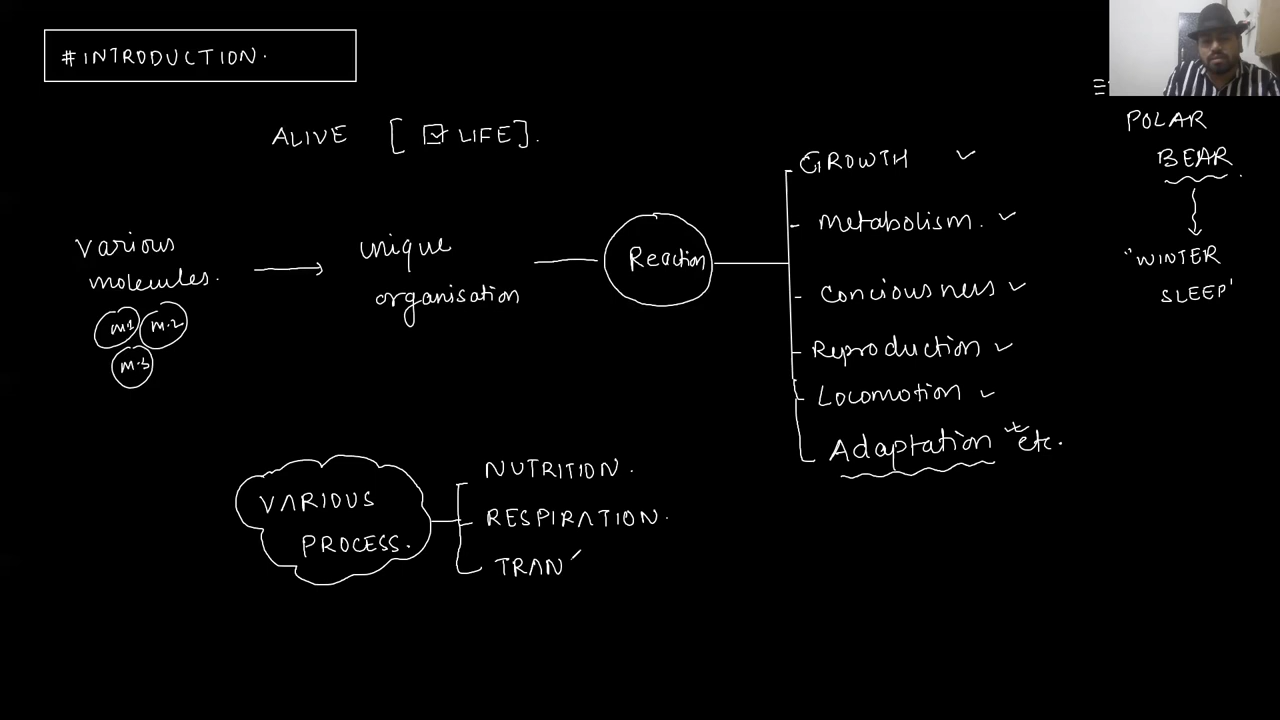 #INTRODUCTION.
ALIVE [ ☑ LIFE].
various
molecules.
m.1 m.2
m.3
unique
organisation
Reaction
GROWTH ✓
Metabolism. ✓
Conciousness ✓
Reproduction ✓
Locomotion ✓
Adaptation etc.
POLAR
BEAR.
"WINTER
SLEEP'
VARIOUS
PROCESS.
NUTRITION.
RESPIRATION.
TRAN